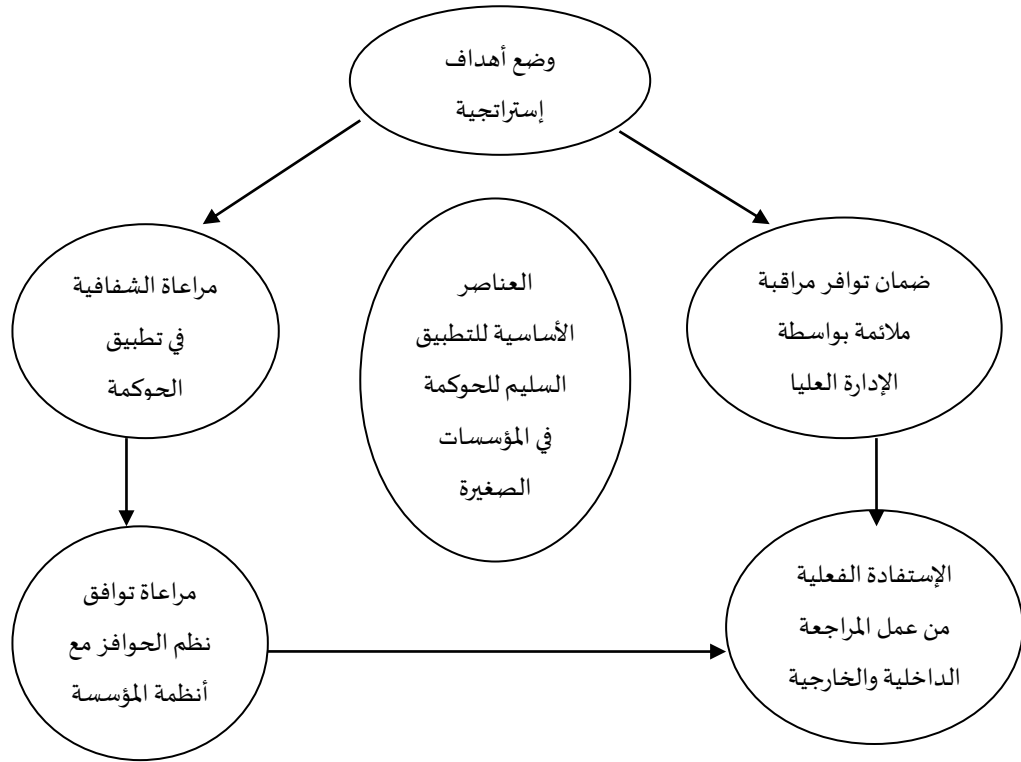 وضع أهداف
إستراتجية
ضمان توافر مراقبة
ملائمة بواسطة
الإدارة العليا
العناصر
الأساسية للتطبيق
السليم للحوكمة
في المؤسسات
الصغيرة
مراعاة الشفافية
في تطبيق
الحوكمة
الإستفادة الفعلية
من عمل المراجعة
الداخلية والخارجية
مراعاة توافق
نظم الحوافز مع
أنظمة المؤسسة